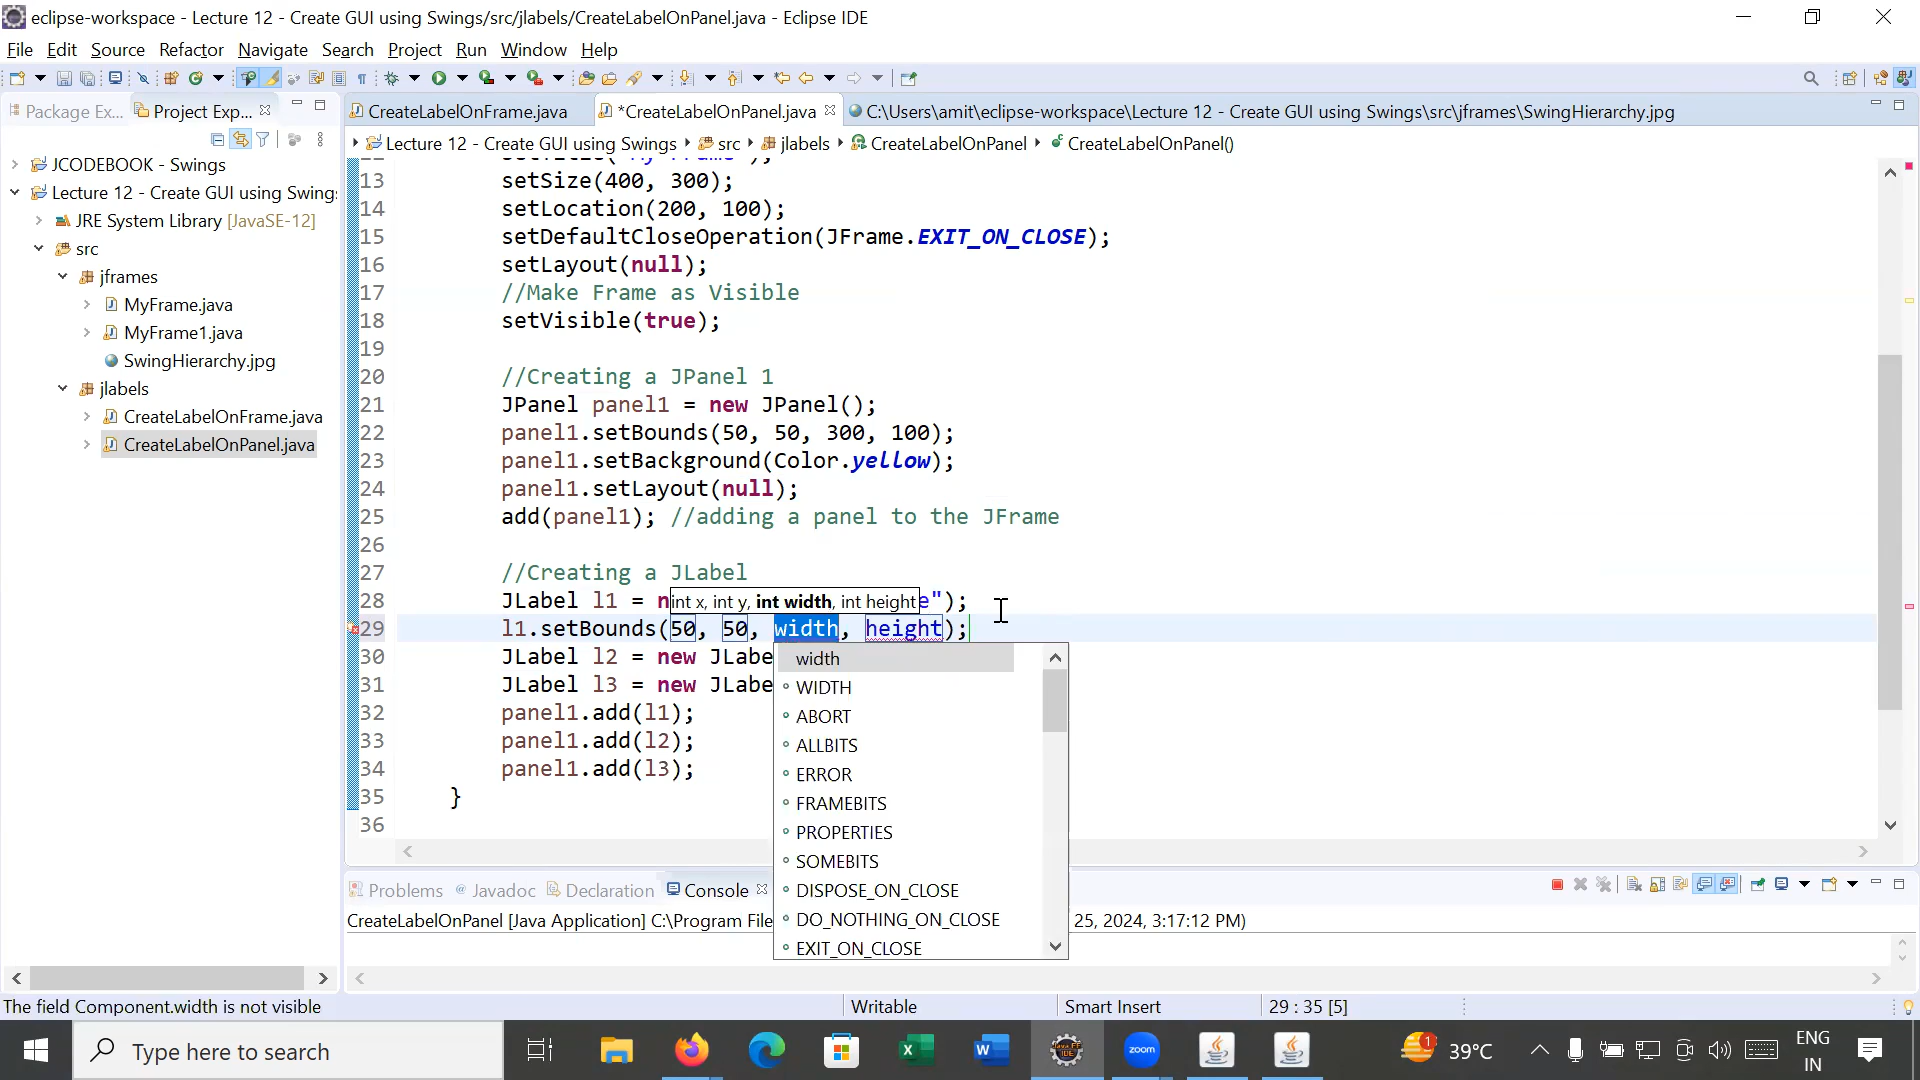 eclipse-workspace - Lecture 12 - Create GUI using Swings/src/jlabels/CreateLabelOnPanel.java - Eclipse IDE
File Edit Source Refactor Navigate Search Project Run Window Help
Package Ex... Project Exp...
JCODEBOOK - Swings
Lecture 12 - Create GUI using Swing:
JRE System Library [JavaSE-12]
src
jframes
MyFrame.java
MyFrame1.java
SwingHierarchy.jpg
jlabels
CreateLabelOnFrame.java
CreateLabelOnPanel.java
CreateLabelOnFrame.java *CreateLabelOnPanel.java C:\Users\amit\eclipse-workspace\Lecture 12 - Create GUI using Swings\src\jframes\SwingHierarchy.jpg
Lecture 12 - Create GUI using Swings src jlabels CreateLabelOnPanel CreateLabelOnPanel()
13 setSize(400, 300);
14 setLocation(200, 100);
15 setDefaultCloseOperation(JFrame.EXIT_ON_CLOSE);
16 setLayout(null);
17 //Make Frame as Visible
18 setVisible(true);
19
20 //Creating a JPanel 1
21 JPanel panel1 = new JPanel();
22 panel1.setBounds(50, 50, 300, 100);
23 panel1.setBackground(Color.yellow);
24 panel1.setLayout(null);
25 add(panel1); //adding a panel to the JFrame
26
27 //Creating a JLabel
28 JLabel l1 = n int x, int y, int width, int height e");
29 l1.setBounds(50, 50, width, height);
30 JLabel l2 = new JLabe
31 JLabel l3 = new JLabe
32 panel1.add(l1);
33 panel1.add(l2);
34 panel1.add(l3);
35 }
36
width
WIDTH
ABORT
ALLBITS
ERROR
FRAMEBITS
PROPERTIES
SOMEBITS
DISPOSE_ON_CLOSE
DO_NOTHING_ON_CLOSE
EXIT_ON_CLOSE
Problems Javadoc Declaration Console
CreateLabelOnPanel [Java Application] C:\Program File 25, 2024, 3:17:12 PM)
The field Component.width is not visible Writable Smart Insert 29 : 35 [5]
Type here to search zoom 1 39°C ENG
IN